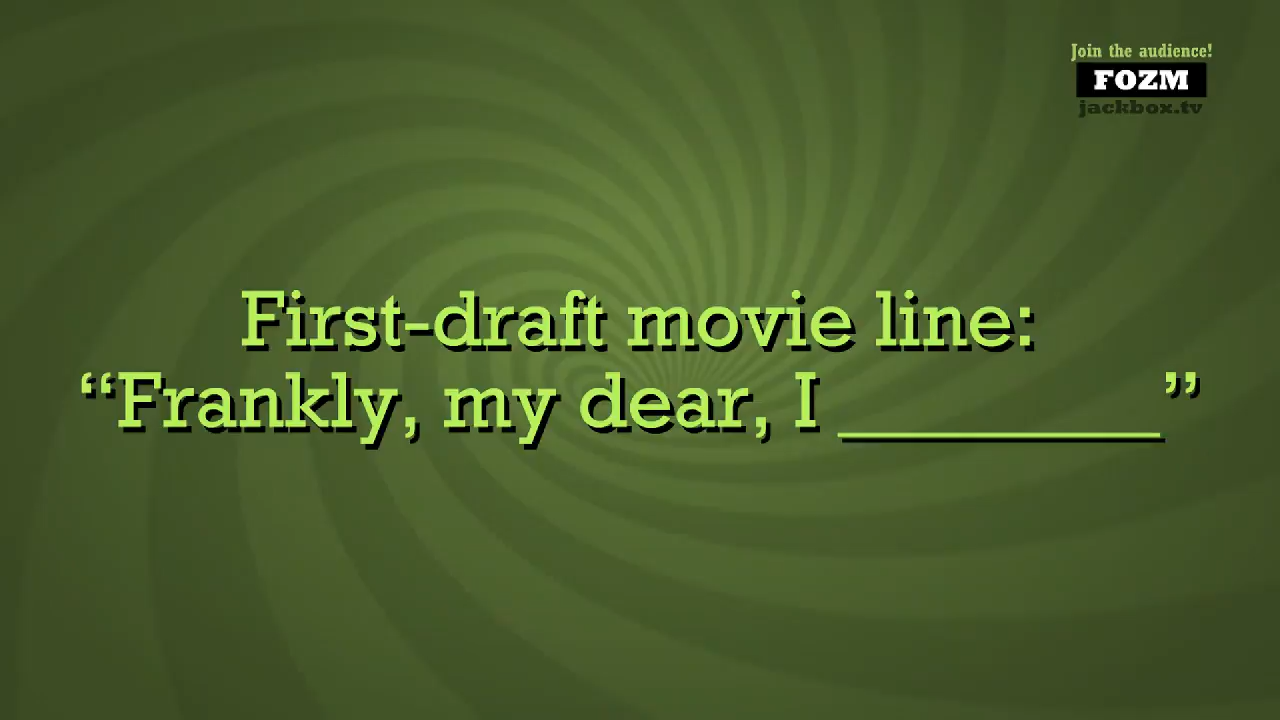 Join the audience!
FOZM
jackbox.tv
First-draft movie line:
“Frankly, my dear, I ________”